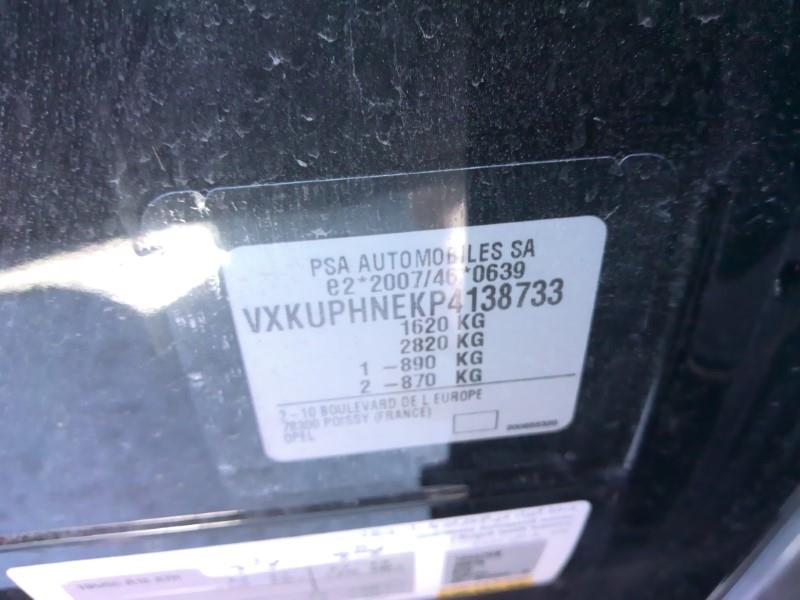 PSA AUTOMOBILES SA
e2*2007/46*0639
VXKUPHNEKP4138733
1620 KG
2820 KG
1 -890 KG
2 -870 KG
2-10 BOULEVARD DE L EUROPE
78300 POISSY (FRANCE)
OPEL